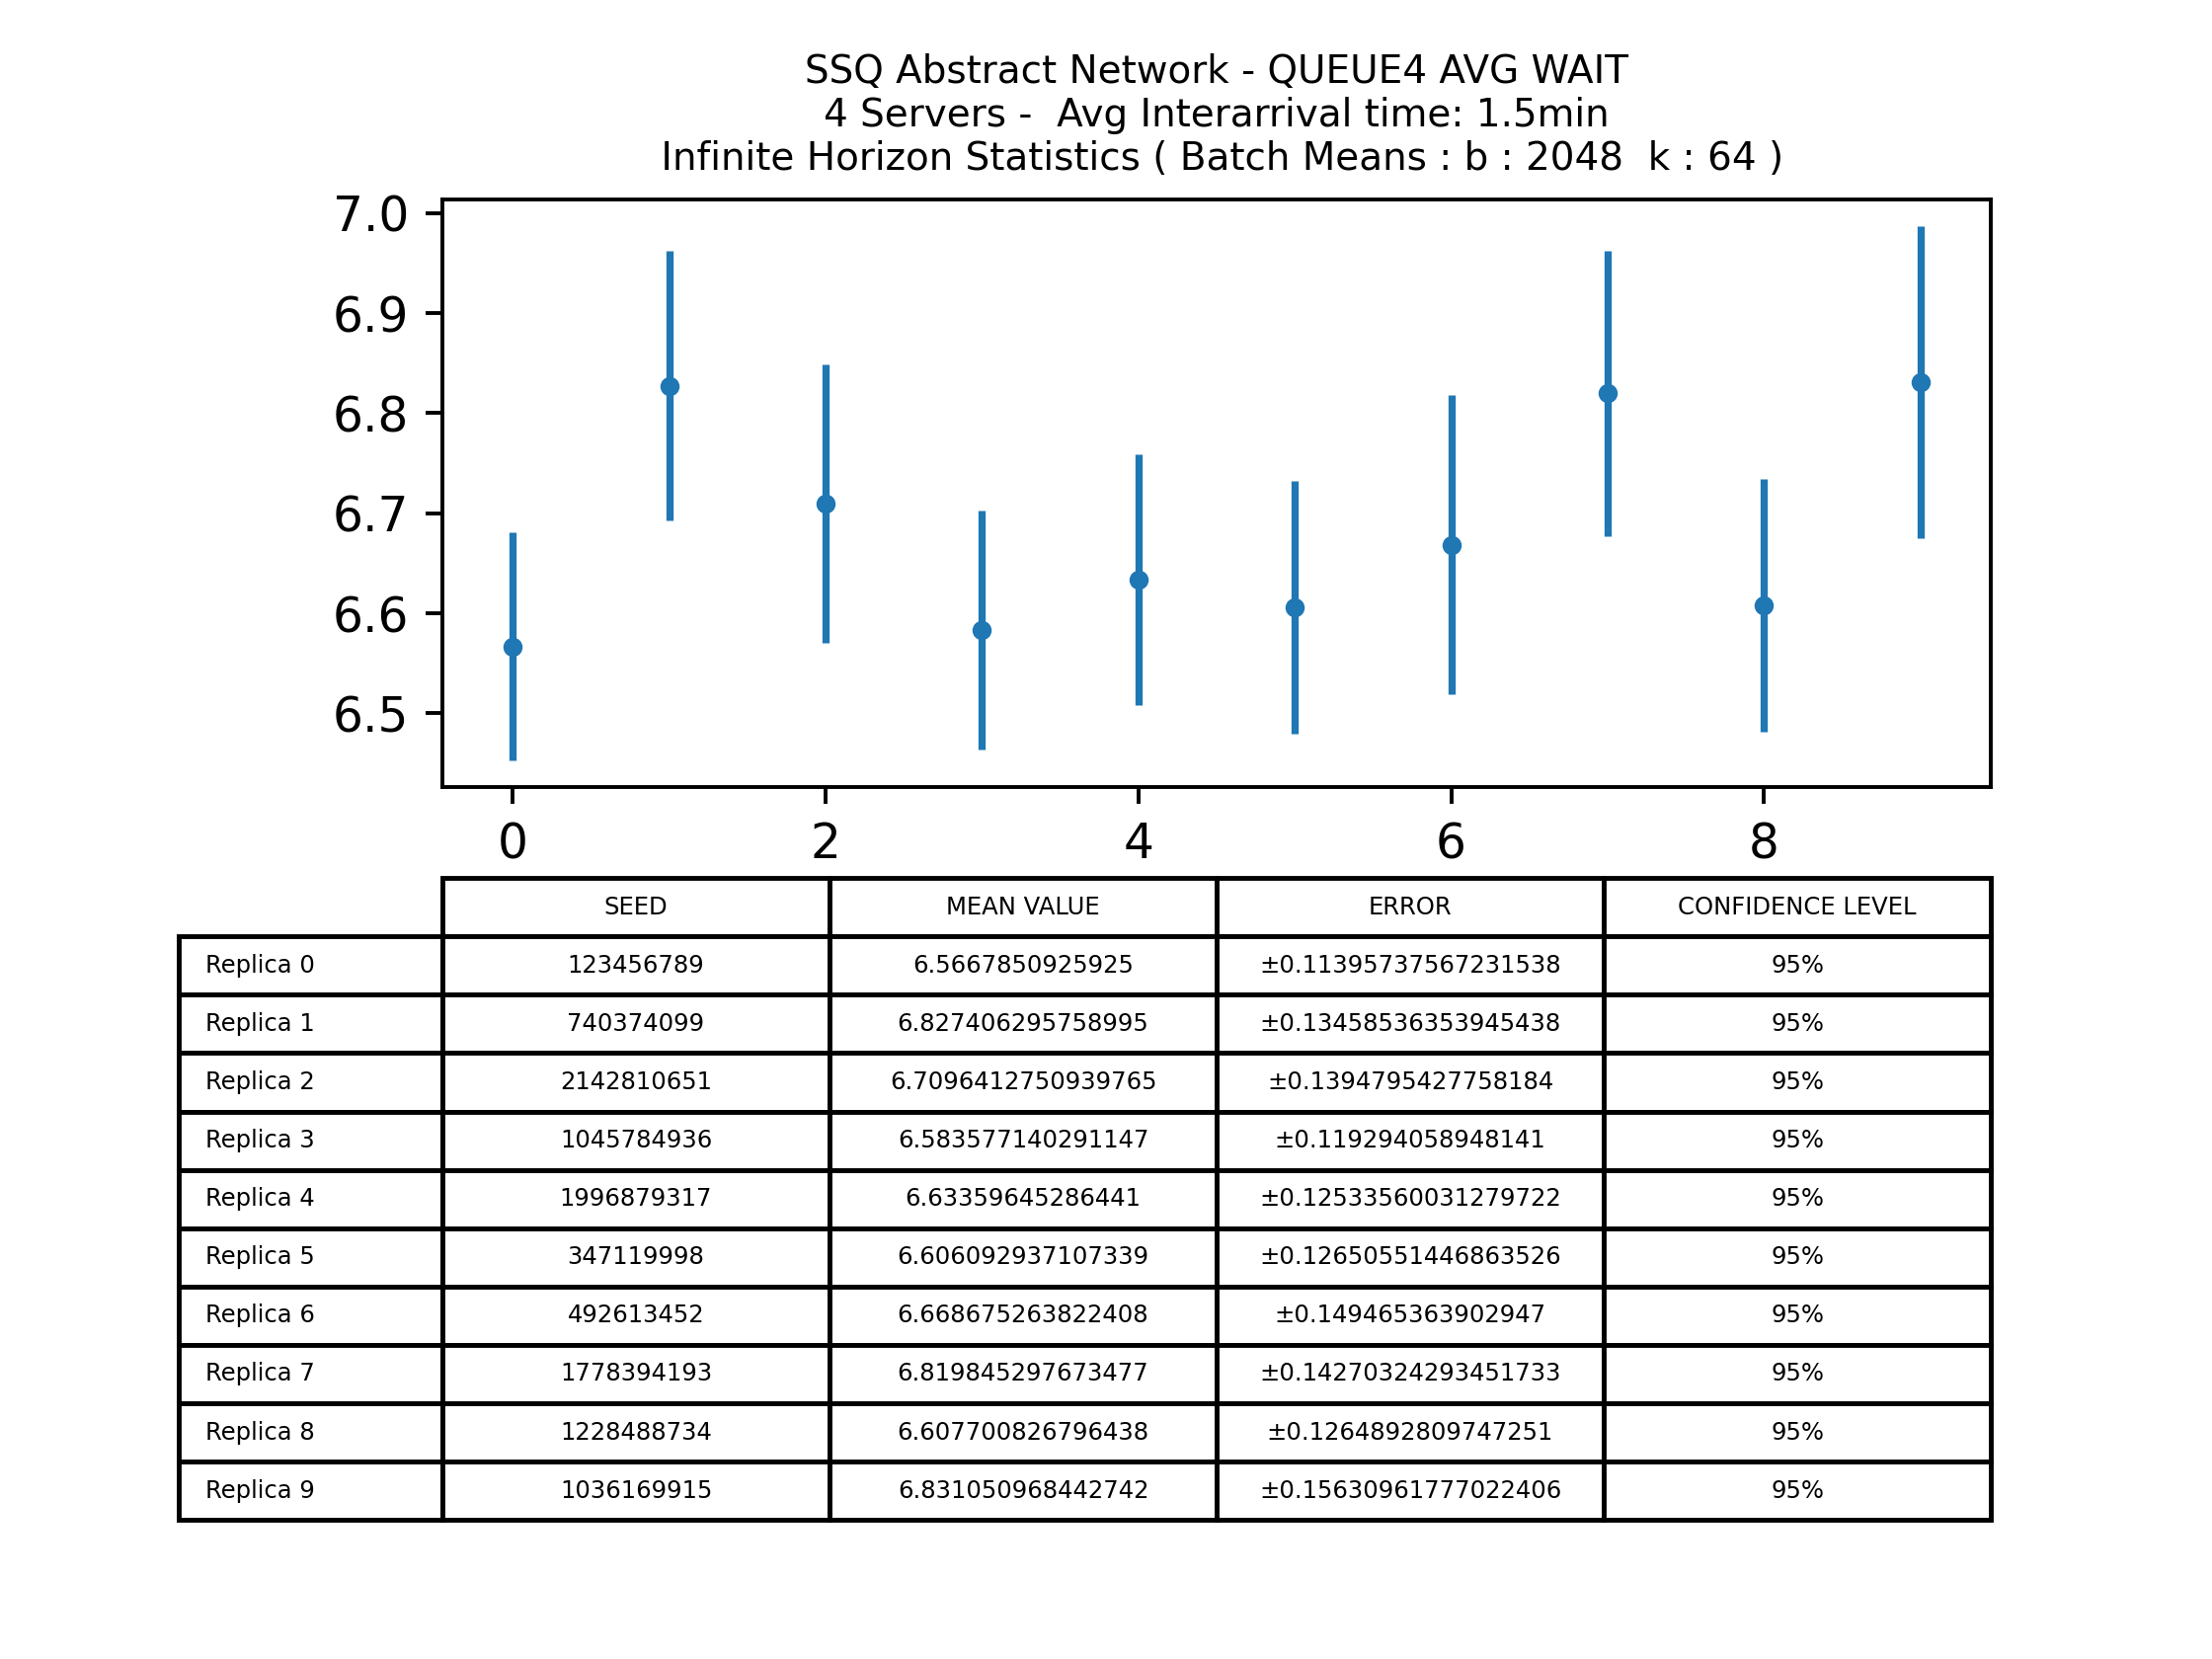 SSQ Abstract Network - QUEUE4 AVG WAIT
4 Servers -  Avg Interarrival time: 1.5min
Infinite Horizon Statistics ( Batch Means : b : 2048  k : 64 )
7.0
6.9
6.8
6.7
6.6
6.5
0 2 4 6 8
SEED MEAN VALUE ERROR CONFIDENCE LEVEL
Replica 0 123456789 6.5667850925925 ±0.11395737567231538 95%
Replica 1 740374099 6.827406295758995 ±0.13458536353945438 95%
Replica 2 2142810651 6.7096412750939765 ±0.1394795427758184 95%
Replica 3 1045784936 6.583577140291147 ±0.119294058948141 95%
Replica 4 1996879317 6.63359645286441 ±0.12533560031279722 95%
Replica 5 347119998 6.606092937107339 ±0.12650551446863526 95%
Replica 6 492613452 6.668675263822408 ±0.149465363902947 95%
Replica 7 1778394193 6.819845297673477 ±0.14270324293451733 95%
Replica 8 1228488734 6.607700826796438 ±0.1264892809747251 95%
Replica 9 1036169915 6.831050968442742 ±0.15630961777022406 95%